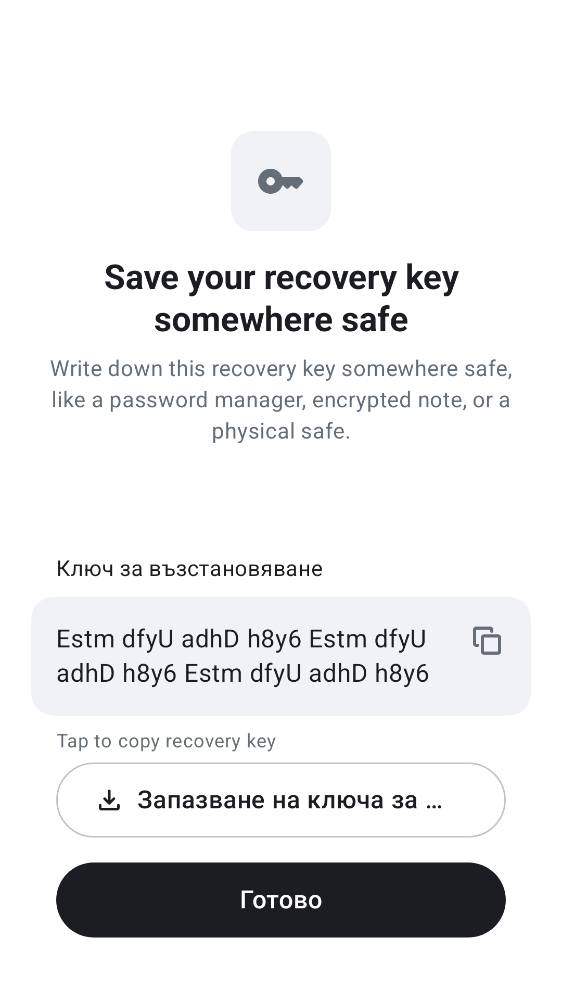 Save your recovery key
somewhere safe
Write down this recovery key somewhere safe,
like a password manager, encrypted note, or a
physical safe.
Ключ за възстановяване
Estm dfyU adhD h8y6 Estm dfyU
adhD h8y6 Estm dfyU adhD h8y6
Tap to copy recovery key
Запазване на ключа за ...
Готово